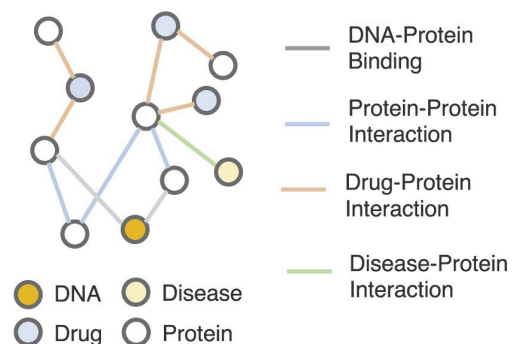 DNA-Protein
Binding
Protein-Protein
Interaction
Drug-Protein
Interaction
Disease-Protein
Interaction
DNA
Disease
Drug
Protein